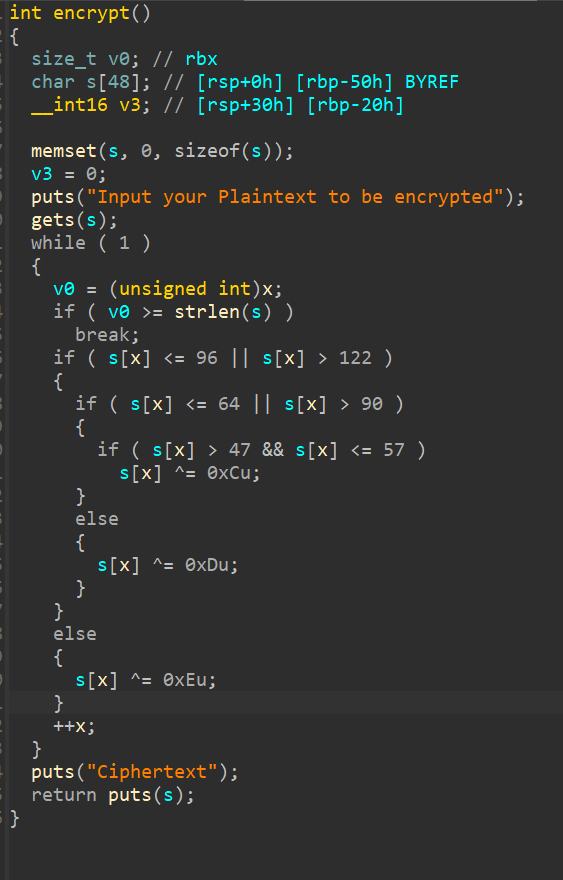 int encrypt()
{
  size_t v0; // rbx
  char s[48]; // [rsp+0h] [rbp-50h] BYREF
  __int16 v3; // [rsp+30h] [rbp-20h]

  memset(s, 0, sizeof(s));
  v3 = 0;
  puts("Input your Plaintext to be encrypted");
  gets(s);
  while ( 1 )
  {
    v0 = (unsigned int)x;
    if ( v0 >= strlen(s) )
      break;
    if ( s[x] <= 96 || s[x] > 122 )
    {
      if ( s[x] <= 64 || s[x] > 90 )
      {
        if ( s[x] > 47 && s[x] <= 57 )
          s[x] ^= 0xCu;
      }
      else
      {
        s[x] ^= 0xDu;
      }
    }
    else
    {
      s[x] ^= 0xEu;
    }
    ++x;
  }
  puts("Ciphertext");
  return puts(s);
}